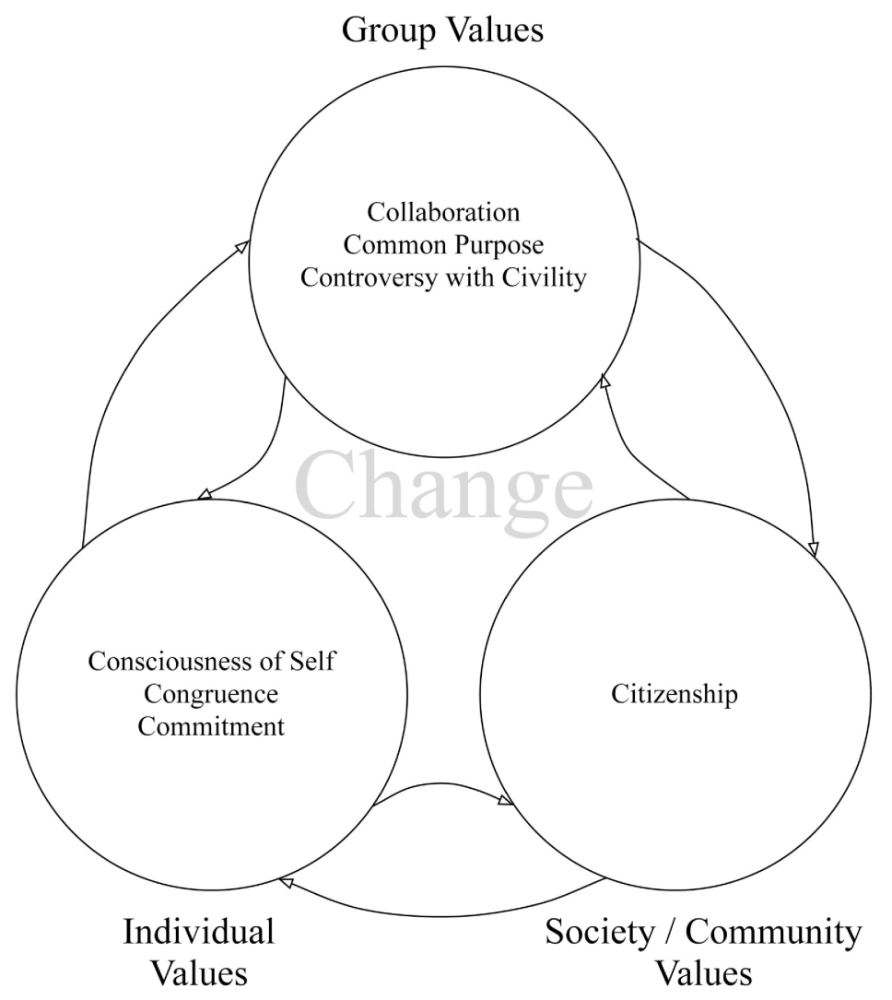 Group Values
Collaboration
Common Purpose
Controversy with Civility
Change
Consciousness of Self
Congruence
Commitment
Citizenship
Individual
Values
Society / Community
Values